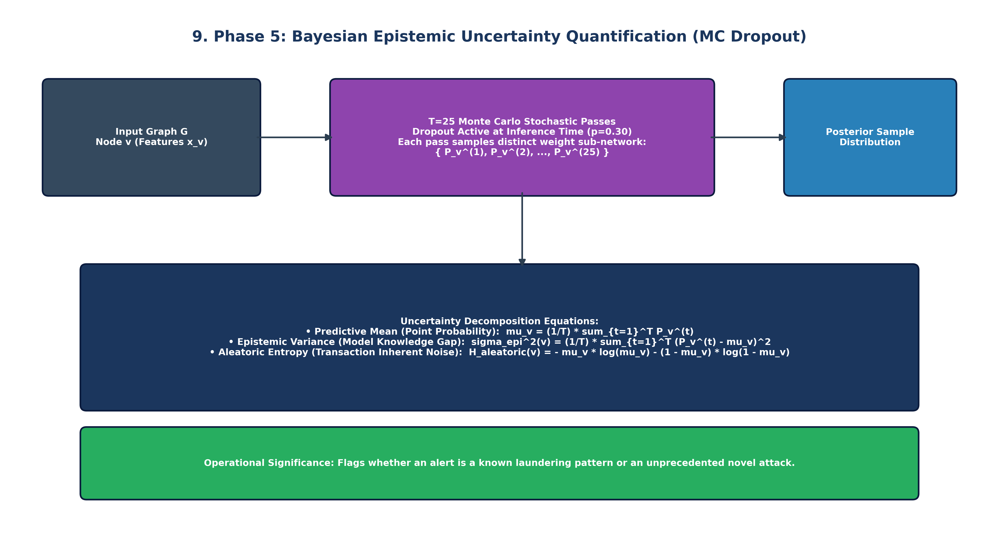 9. Phase 5: Bayesian Epistemic Uncertainty Quantification (MC Dropout)
Input Graph G
Node v (Features x_v)
T=25 Monte Carlo Stochastic Passes
Dropout Active at Inference Time (p=0.30)
Each pass samples distinct weight sub-network:
{ P_v^(1), P_v^(2), ..., P_v^(25) }
Posterior Sample
Distribution
Uncertainty Decomposition Equations:
• Predictive Mean (Point Probability):  mu_v = (1/T) * sum_{t=1}^T P_v^(t)
• Epistemic Variance (Model Knowledge Gap):  sigma_epi^2(v) = (1/T) * sum_{t=1}^T (P_v^(t) - mu_v)^2
• Aleatoric Entropy (Transaction Inherent Noise):  H_aleatoric(v) = - mu_v * log(mu_v) - (1 - mu_v) * log(1 - mu_v)
Operational Significance: Flags whether an alert is a known laundering pattern or an unprecedented novel attack.